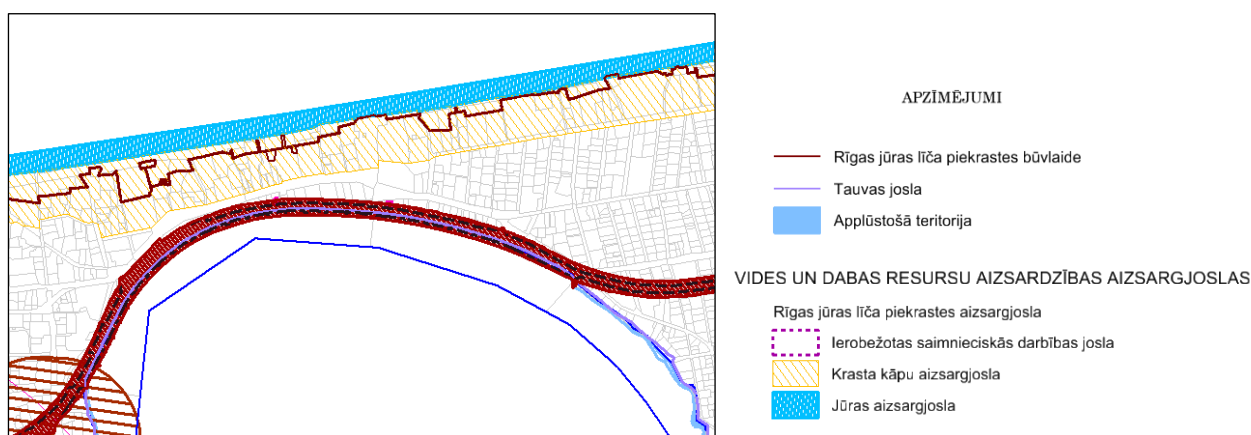 APZĪMĒJUMI
Rīgas jūras līča piekrastes būvlaide
Tauvas josla
Applūstošā teritorija
VIDES UN DABAS RESURSU AIZSARDZĪBAS AIZSARGJOSLAS
Rīgas jūras līča piekrastes aizsargjosla
Ierobežotas saimnieciskās darbības josla
Krasta kāpu aizsargjosla
Jūras aizsargjosla